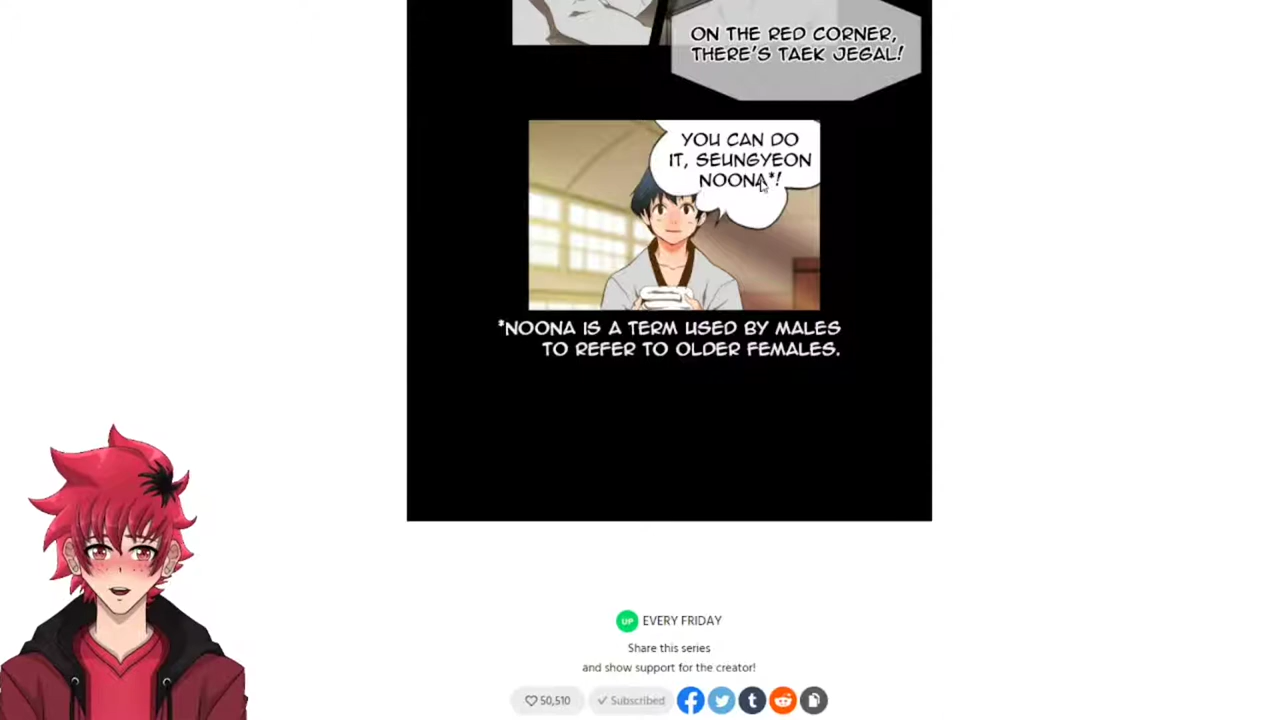 ON THE RED CORNER,
THERE'S TAEK JEGAL!
YOU CAN DO
IT, SEUNGYEON
NOONA*!
*NOONA IS A TERM USED BY MALES
TO REFER TO OLDER FEMALES.
UP EVERY FRIDAY
Share this series
and show support for the creator!
50,510 Subscribed